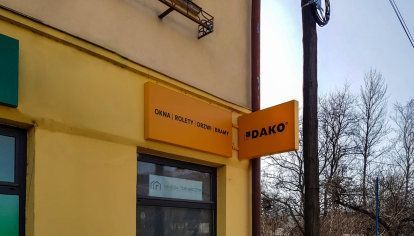 OKNA | ROLETY | DRZWI | BRAMY
DAKO